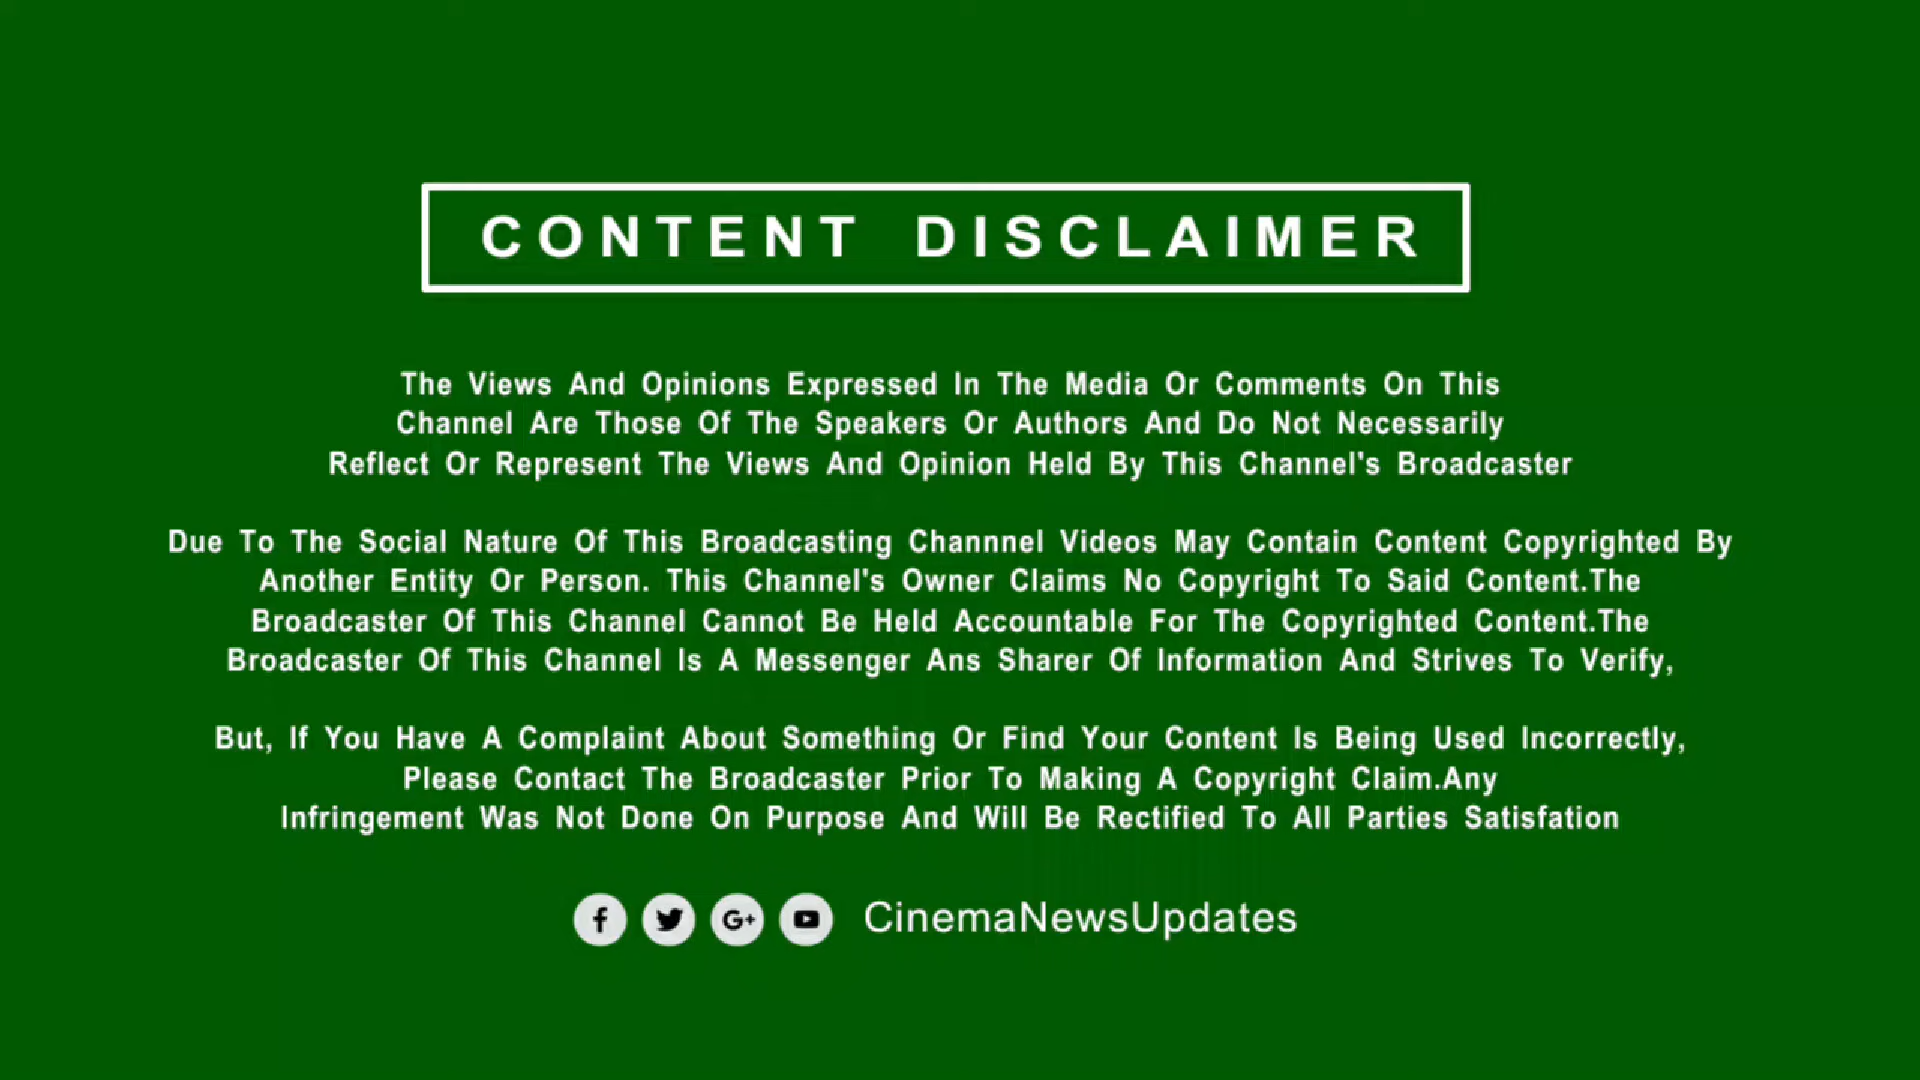 CONTENT DISCLAIMER
The Views And Opinions Expressed In The Media Or Comments On This
Channel Are Those Of The Speakers Or Authors And Do Not Necessarily
Reflect Or Represent The Views And Opinion Held By This Channel's Broadcaster
Due To The Social Nature Of This Broadcasting Channnel Videos May Contain Content Copyrighted By
Another Entity Or Person. This Channel's Owner Claims No Copyright To Said Content.The
Broadcaster Of This Channel Cannot Be Held Accountable For The Copyrighted Content.The
Broadcaster Of This Channel Is A Messenger Ans Sharer Of Information And Strives To Verify,
But, If You Have A Complaint About Something Or Find Your Content Is Being Used Incorrectly,
Please Contact The Broadcaster Prior To Making A Copyright Claim.Any
Infringement Was Not Done On Purpose And Will Be Rectified To All Parties Satisfation
CinemaNewsUpdates